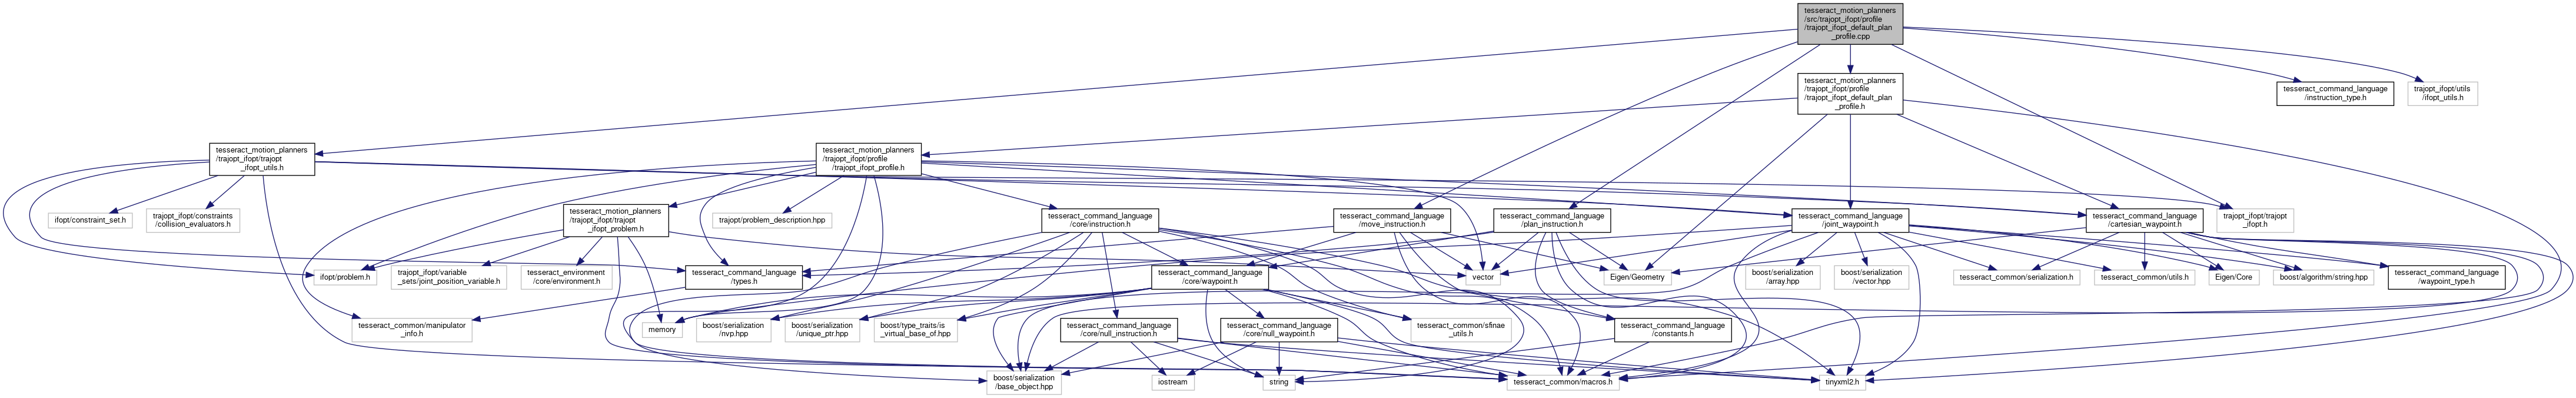 tesseract_motion_planners
/src/trajopt_ifopt/profile
/trajopt_ifopt_default_plan
_profile.cpp
tesseract_motion_planners
/trajopt_ifopt/profile
/trajopt_ifopt_default_plan
_profile.h
tesseract_command_language
/instruction_type.h
trajopt_ifopt/utils
/ifopt_utils.h
tesseract_motion_planners
/trajopt_ifopt/trajopt
_ifopt_utils.h
tesseract_motion_planners
/trajopt_ifopt/profile
/trajopt_ifopt_profile.h
ifopt/constraint_set.h
trajopt_ifopt/constraints
/collision_evaluators.h
tesseract_motion_planners
/trajopt_ifopt/trajopt
_ifopt_problem.h
trajopt/problem_description.hpp
tesseract_command_language
/core/instruction.h
tesseract_command_language
/move_instruction.h
tesseract_command_language
/plan_instruction.h
tesseract_command_language
/joint_waypoint.h
tesseract_command_language
/cartesian_waypoint.h
trajopt_ifopt/trajopt
_ifopt.h
ifopt/problem.h
trajopt_ifopt/variable
_sets/joint_position_variable.h
tesseract_environment
/core/environment.h
tesseract_command_language
/types.h
tesseract_command_language
/core/waypoint.h
vector
Eigen/Geometry
boost/serialization
/array.hpp
boost/serialization
/vector.hpp
tesseract_common/serialization.h
tesseract_common/utils.h
Eigen/Core
boost/algorithm/string.hpp
tesseract_command_language
/waypoint_type.h
tesseract_common/manipulator
_info.h
memory
boost/serialization
/nvp.hpp
boost/serialization
/unique_ptr.hpp
boost/type_traits/is
_virtual_base_of.hpp
tesseract_command_language
/core/null_instruction.h
tesseract_command_language
/core/null_waypoint.h
tesseract_common/sfinae
_utils.h
tesseract_command_language
/constants.h
boost/serialization
/base_object.hpp
iostream
string
tesseract_common/macros.h
tinyxml2.h